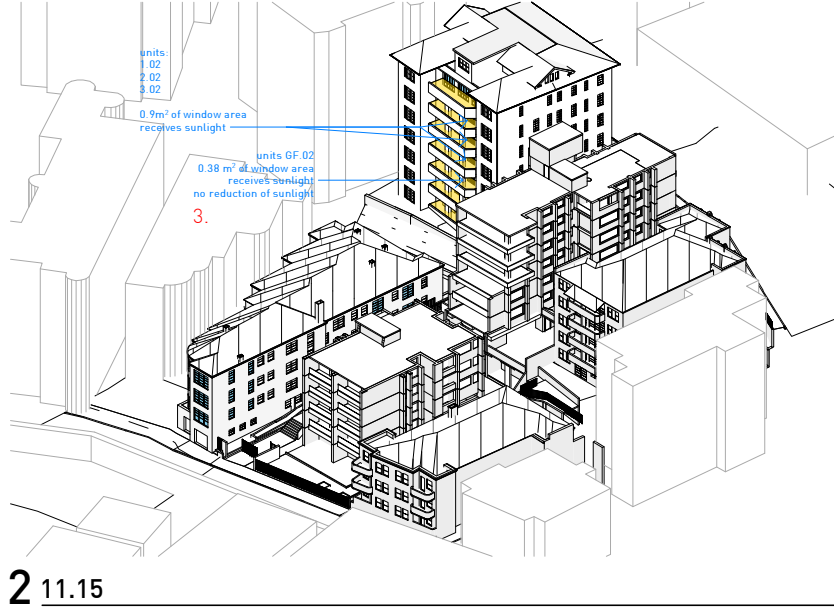 units:
1.02
2.02
3.02
0.9m² of window area
receives sunlight
units GF.02
0.38 m² of window area
receives sunlight
no reduction of sunlight
3.
2 11.15